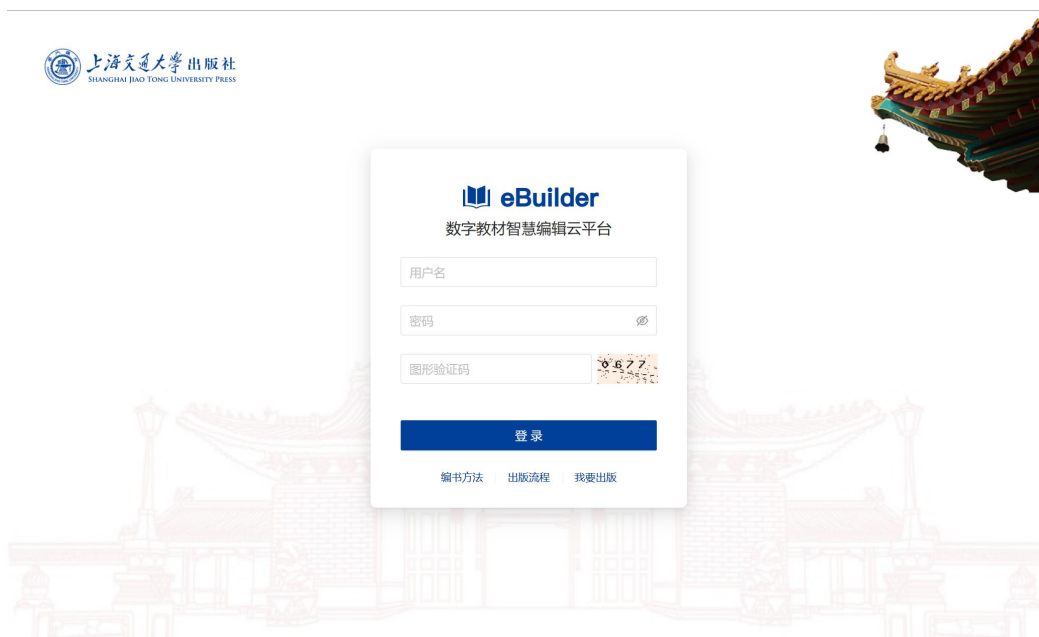 上海交通大学出版社
SHANGHAI JIAO TONG UNIVERSITY PRESS
eBuilder
数字教材智慧编辑云平台
用户名
密码
图形验证码
0677
登录
编书方法 出版流程 我要出版